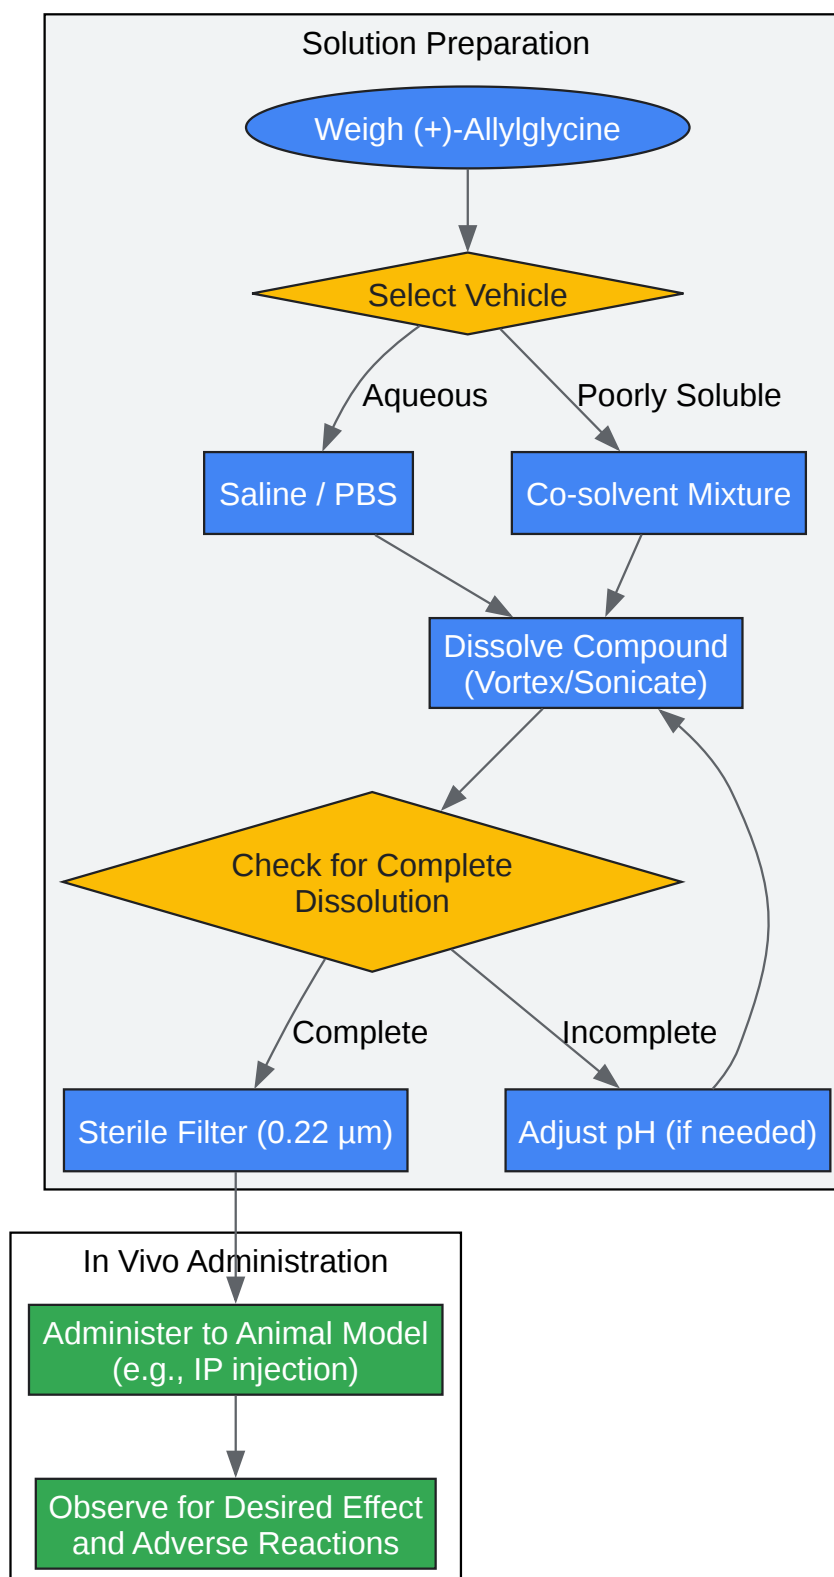 Solution Preparation
Weigh (+)-Allylglycine
Select Vehicle
Aqueous
Poorly Soluble
Saline / PBS
Co-solvent Mixture
Dissolve Compound
(Vortex/Sonicate)
Check for Complete
Dissolution
Complete
Incomplete
Sterile Filter (0.22 µm)
Adjust pH (if needed)
In Vivo Administration
Administer to Animal Model
(e.g., IP injection)
Observe for Desired Effect
and Adverse Reactions